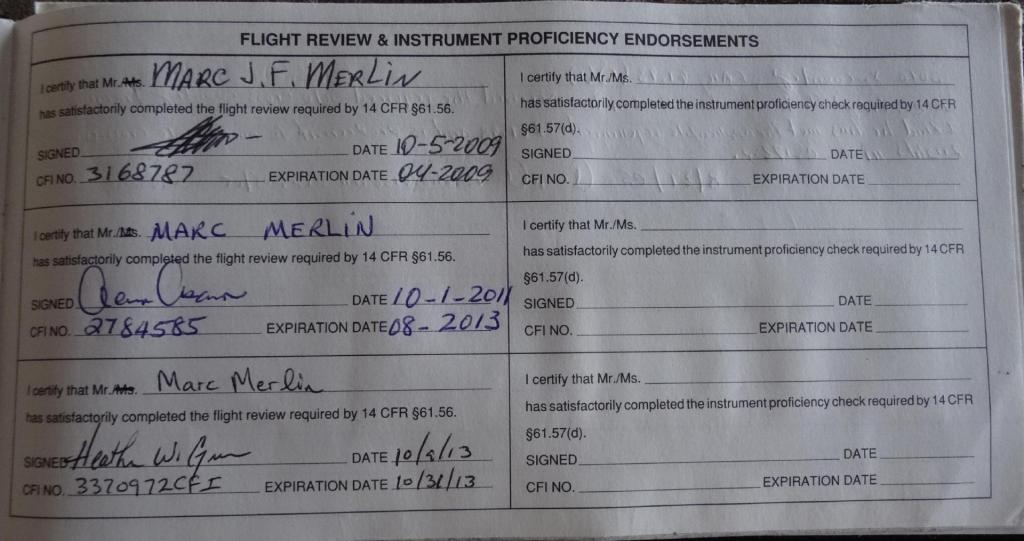 FLIGHT REVIEW & INSTRUMENT PROFICIENCY ENDORSEMENTS
I certify that Mr./Ms. MARC J. F. MERLIN
has satisfactorily completed the flight review required by 14 CFR §61.56.
SIGNED DATE 10-5-2009
CFI NO. 3168787 EXPIRATION DATE 04-2009
I certify that Mr./Ms.
has satisfactorily completed the instrument proficiency check required by 14 CFR
§61.57(d).
SIGNED DATE
CFI NO. EXPIRATION DATE
I certify that Mr./Ms. MARC MERLIN
has satisfactorily completed the flight review required by 14 CFR §61.56.
SIGNED DATE 10-1-2011
CFI NO. 2784585 EXPIRATION DATE 08-2013
I certify that Mr./Ms.
has satisfactorily completed the instrument proficiency check required by 14 CFR
§61.57(d).
SIGNED DATE
CFI NO. EXPIRATION DATE
I certify that Mr./Ms. Marc Merlin
has satisfactorily completed the flight review required by 14 CFR §61.56.
SIGNED DATE
CFI NO. 3370972CFI EXPIRATION DATE 10/31/13
I certify that Mr./Ms.
has satisfactorily completed the instrument proficiency check required by 14 CFR
§61.57(d).
SIGNED DATE
CFI NO. EXPIRATION DATE